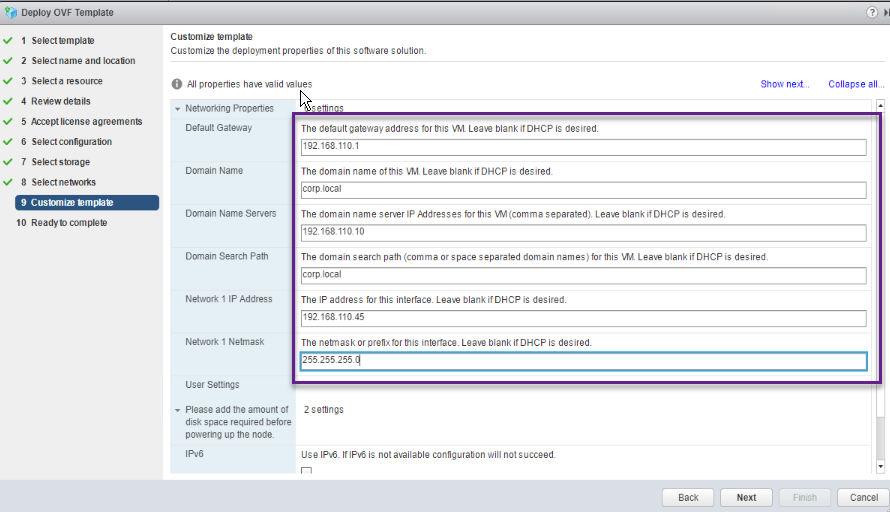 Deploy OVF Template
?
1 Select template
2 Select name and location
3 Select a resource
4 Review details
5 Accept license agreements
6 Select configuration
7 Select storage
8 Select networks
9 Customize template
10 Ready to complete
Customize template
Customize the deployment properties of this software solution.
All properties have valid values
Show next...
Collapse all...
Networking Properties
settings
Default Gateway
The default gateway address for this VM. Leave blank if DHCP is desired.
192.168.110.1
Domain Name
The domain name of this VM. Leave blank if DHCP is desired.
corp.local
Domain Name Servers
The domain name server IP Addresses for this VM (comma separated). Leave blank if DHCP is desired.
192.168.110.10
Domain Search Path
The domain search path (comma or space separated domain names) for this VM. Leave blank if DHCP is desired.
corp.local
Network 1 IP Address
The IP address for this interface. Leave blank if DHCP is desired.
192.168.110.45
Network 1 Netmask
The netmask or prefix for this interface. Leave blank if DHCP is desired.
255.255.255.0
User Settings
Please add the amount of
disk space required before
powering up the node.
2 settings
IPv6
Use IPv6. If IPv6 is not available configuration will not succeed.
Back
Next
Finish
Cancel